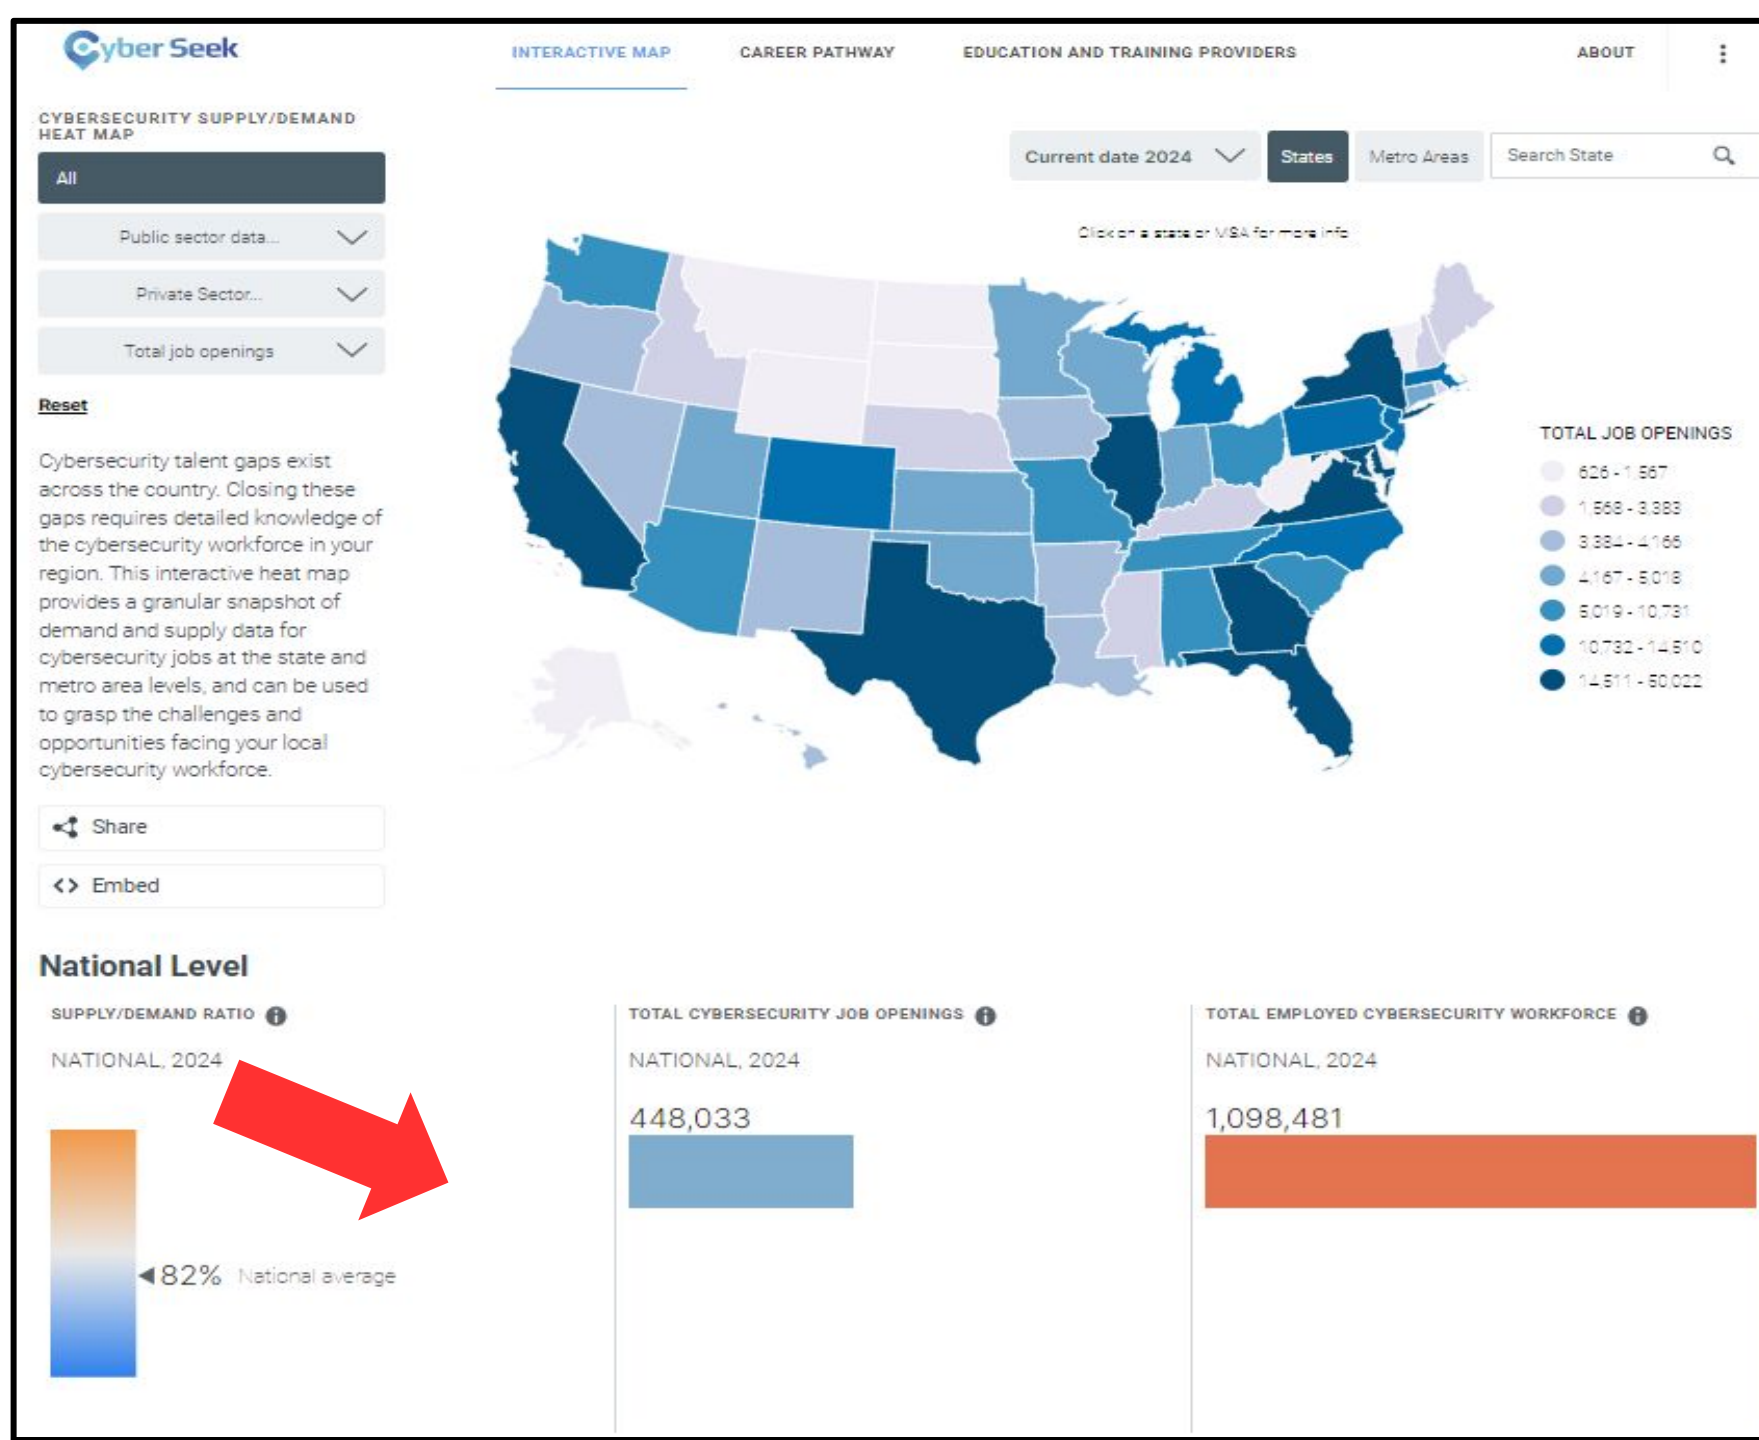 Cyber Seek
INTERACTIVE MAP
CAREER PATHWAY
EDUCATION AND TRAINING PROVIDERS
ABOUT
CYBERSECURITY SUPPLY/DEMAND
HEAT MAP
All
Public sector data...
Private Sector...
Total job openings
Reset
Cybersecurity talent gaps exist
across the country. Closing these
gaps requires detailed knowledge of
the cybersecurity workforce in your
region. This interactive heat map
provides a granular snapshot of
demand and supply data for
cybersecurity jobs at the state and
metro area levels, and can be used
to grasp the challenges and
opportunities facing your local
cybersecurity workforce.
Share
<> Embed
Current date 2024
States
Metro Areas
Search State
Click on a state or MSA for more info
TOTAL JOB OPENINGS
626 - 1,567
1,568 - 3,383
3,384 - 4,166
4,167 - 5,018
5,019 - 10,731
10,732 - 14,510
14,511 - 50,022
National Level
SUPPLY/DEMAND RATIO
NATIONAL, 2024
82% National average
TOTAL CYBERSECURITY JOB OPENINGS
NATIONAL, 2024
448,033
TOTAL EMPLOYED CYBERSECURITY WORKFORCE
NATIONAL, 2024
1,098,481